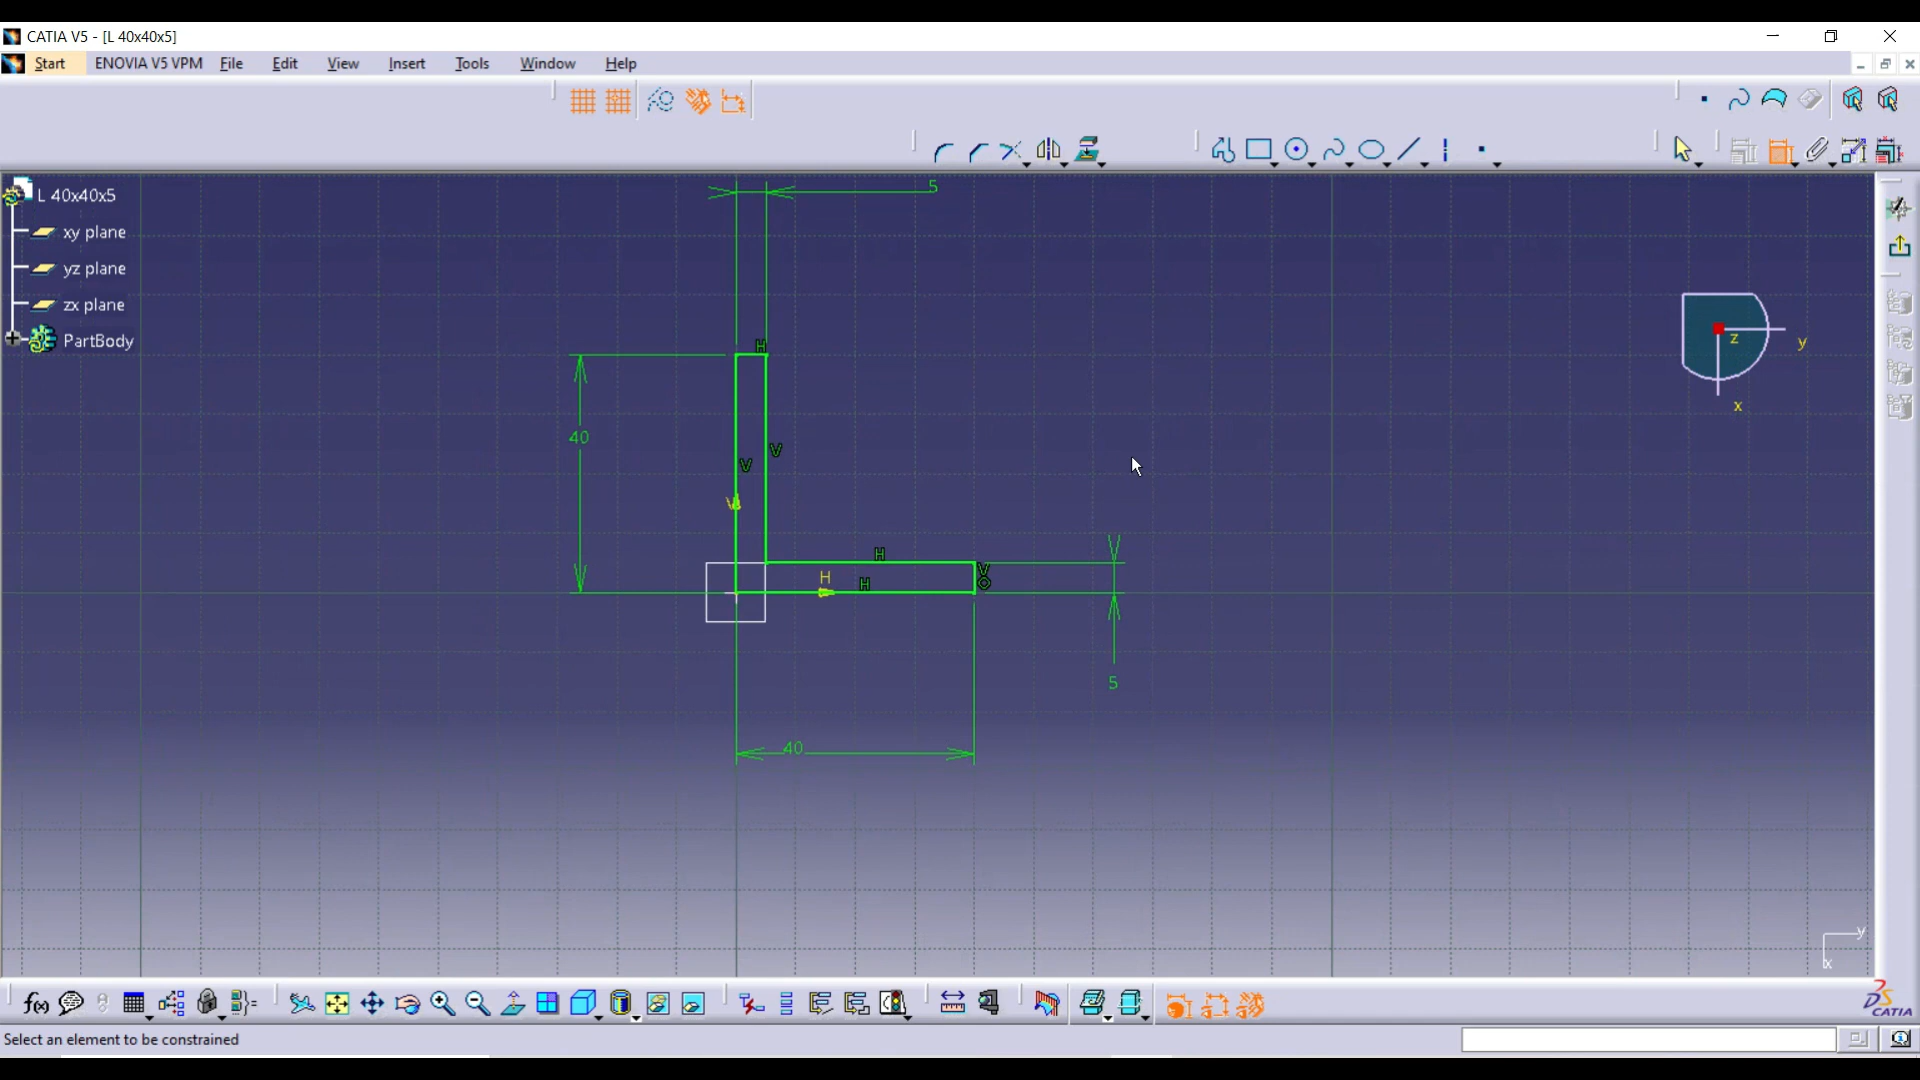 CATIA V5 - [L 40x40x5]
Start ENOVIA V5 VPM File Edit View Insert Tools Window Help
L 40x40x5
xy plane
yz plane
zx plane
PartBody
5
H
40
V
V
V
H
H
H
V
5
40
z
y
x
y
x
f(x)
DS
CATIA
Select an element to be constrained